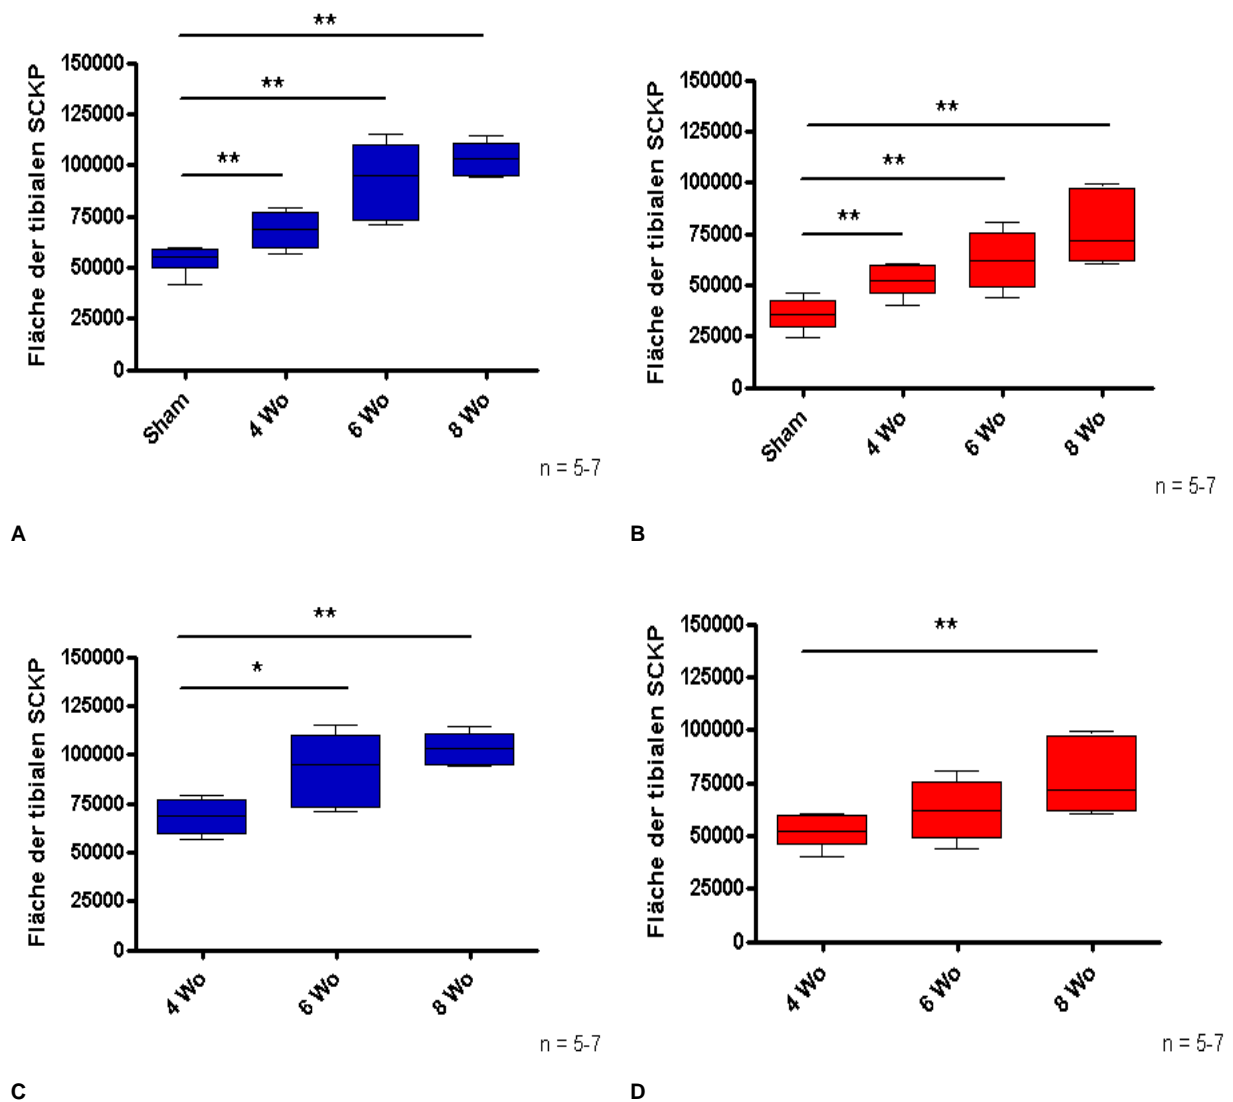 **
150000
**
125000
100000
**
75000
50000
25000
0
Fläche der tibialen SCKP
Sham
4 Wo
6 Wo
8 Wo
n = 5-7
A
150000
125000
**
100000
**
75000
**
50000
25000
0
Fläche der tibialen SCKP
Sham
4 Wo
6 Wo
8 Wo
n = 5-7
B
**
150000
*
125000
100000
75000
50000
25000
0
Fläche der tibialen SCKP
4 Wo
6 Wo
8 Wo
n = 5-7
C
150000
**
125000
100000
75000
50000
25000
0
Fläche der tibialen SCKP
4 Wo
6 Wo
8 Wo
n = 5-7
D